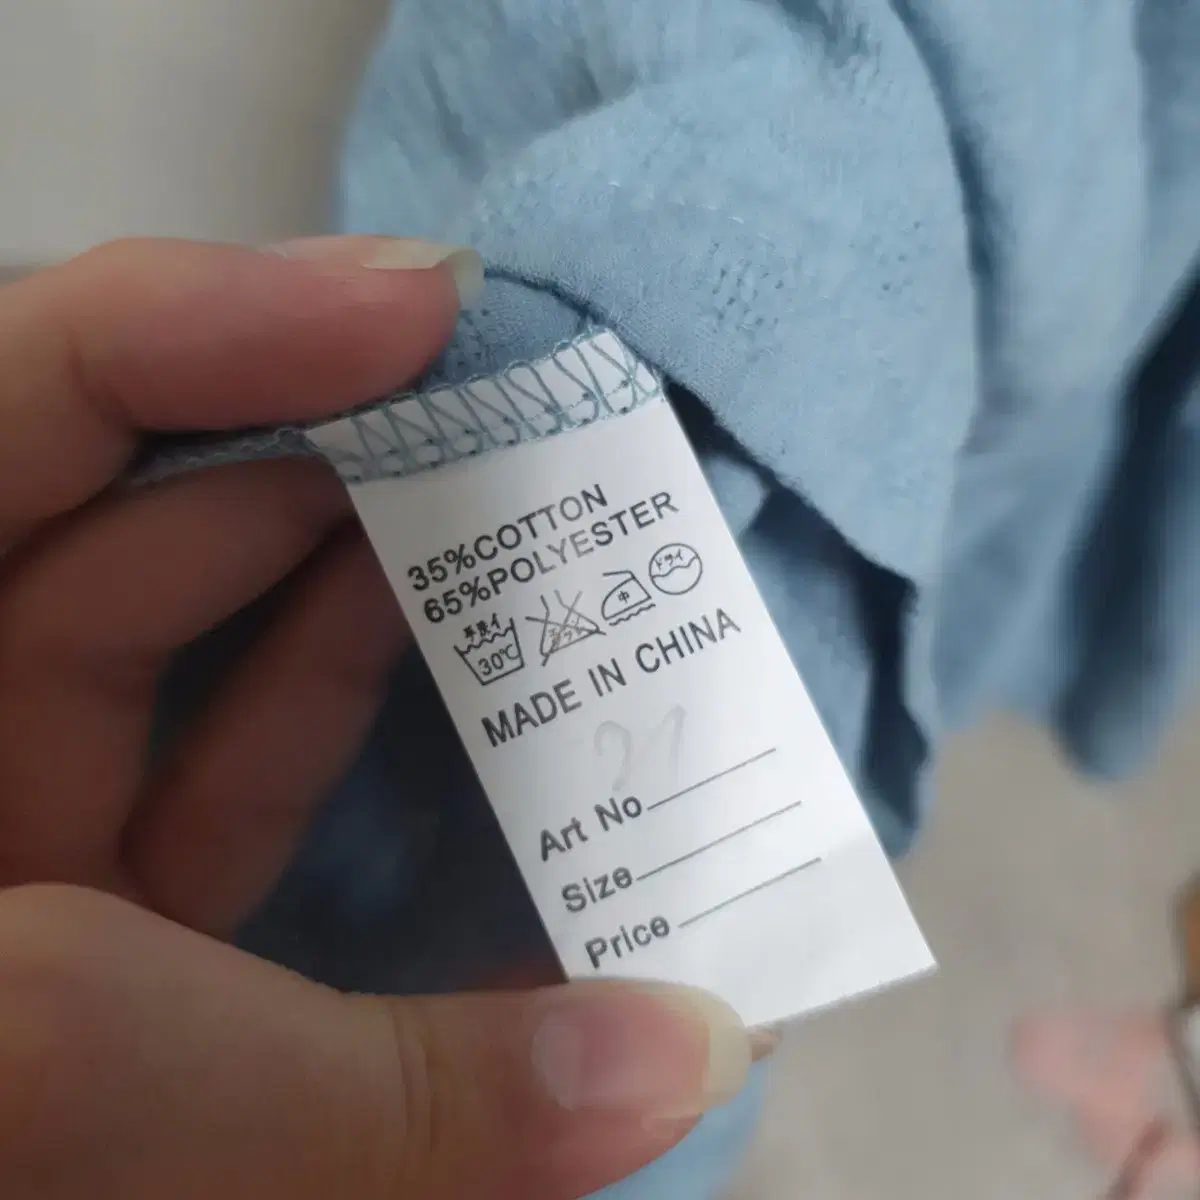 35%COTTON
65%POLYESTER
手洗イ
30℃
中
ドライ
MADE IN CHINA
21
Art No
Size
Price